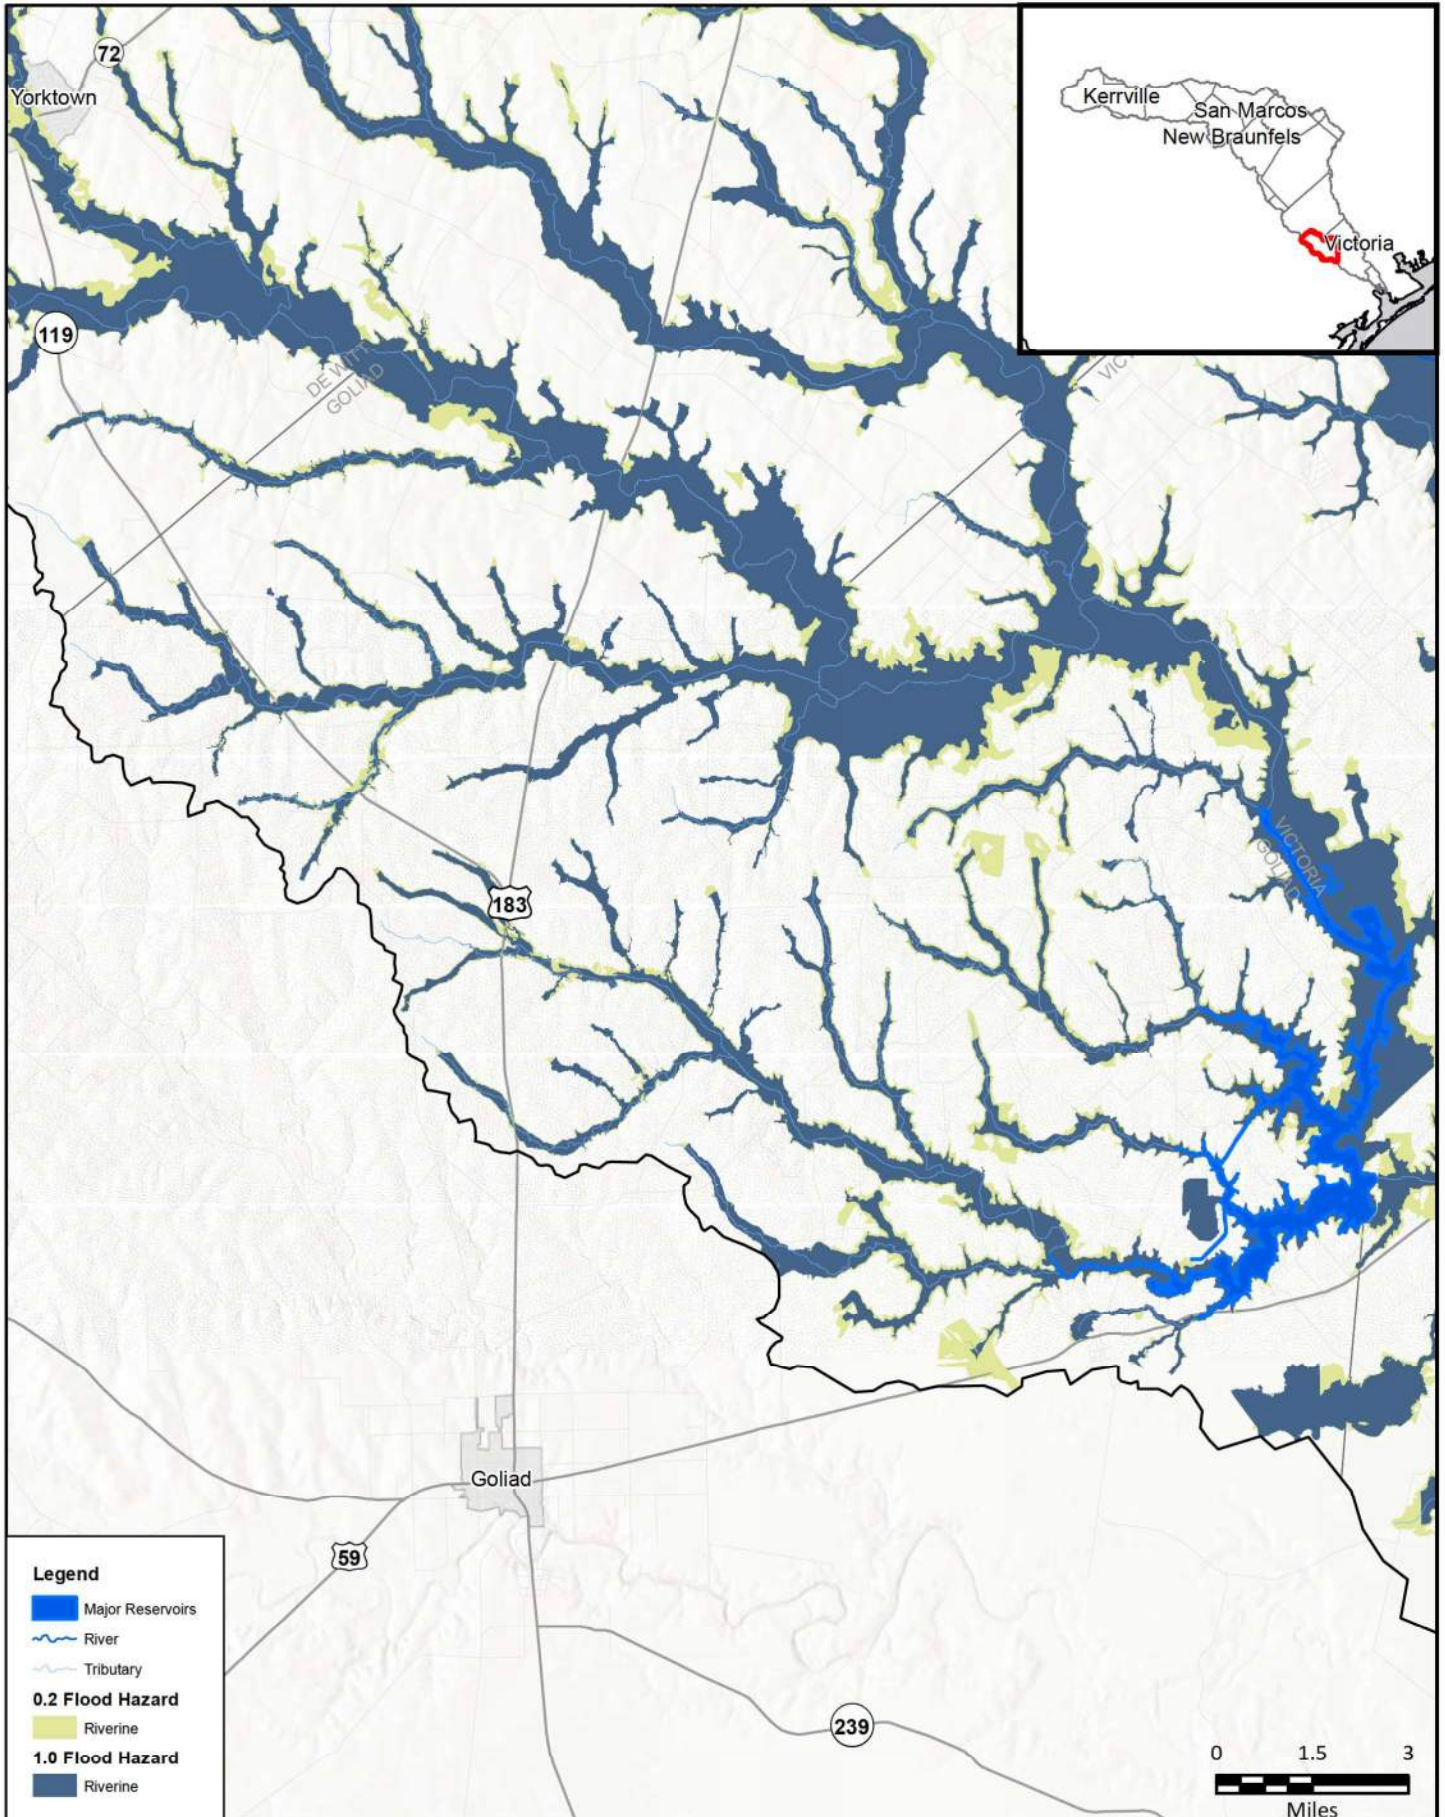 72
Yorktown
Kerrville
San Marcos
New Braunfels
Victoria
119
DE WITT
GOLIAD
VICT
183
VICTORIA
GOLIAD
Goliad
59
239
Legend
Major Reservoirs
River
Tributary
0.2 Flood Hazard
Riverine
1.0 Flood Hazard
Riverine
0 1.5 3
Miles